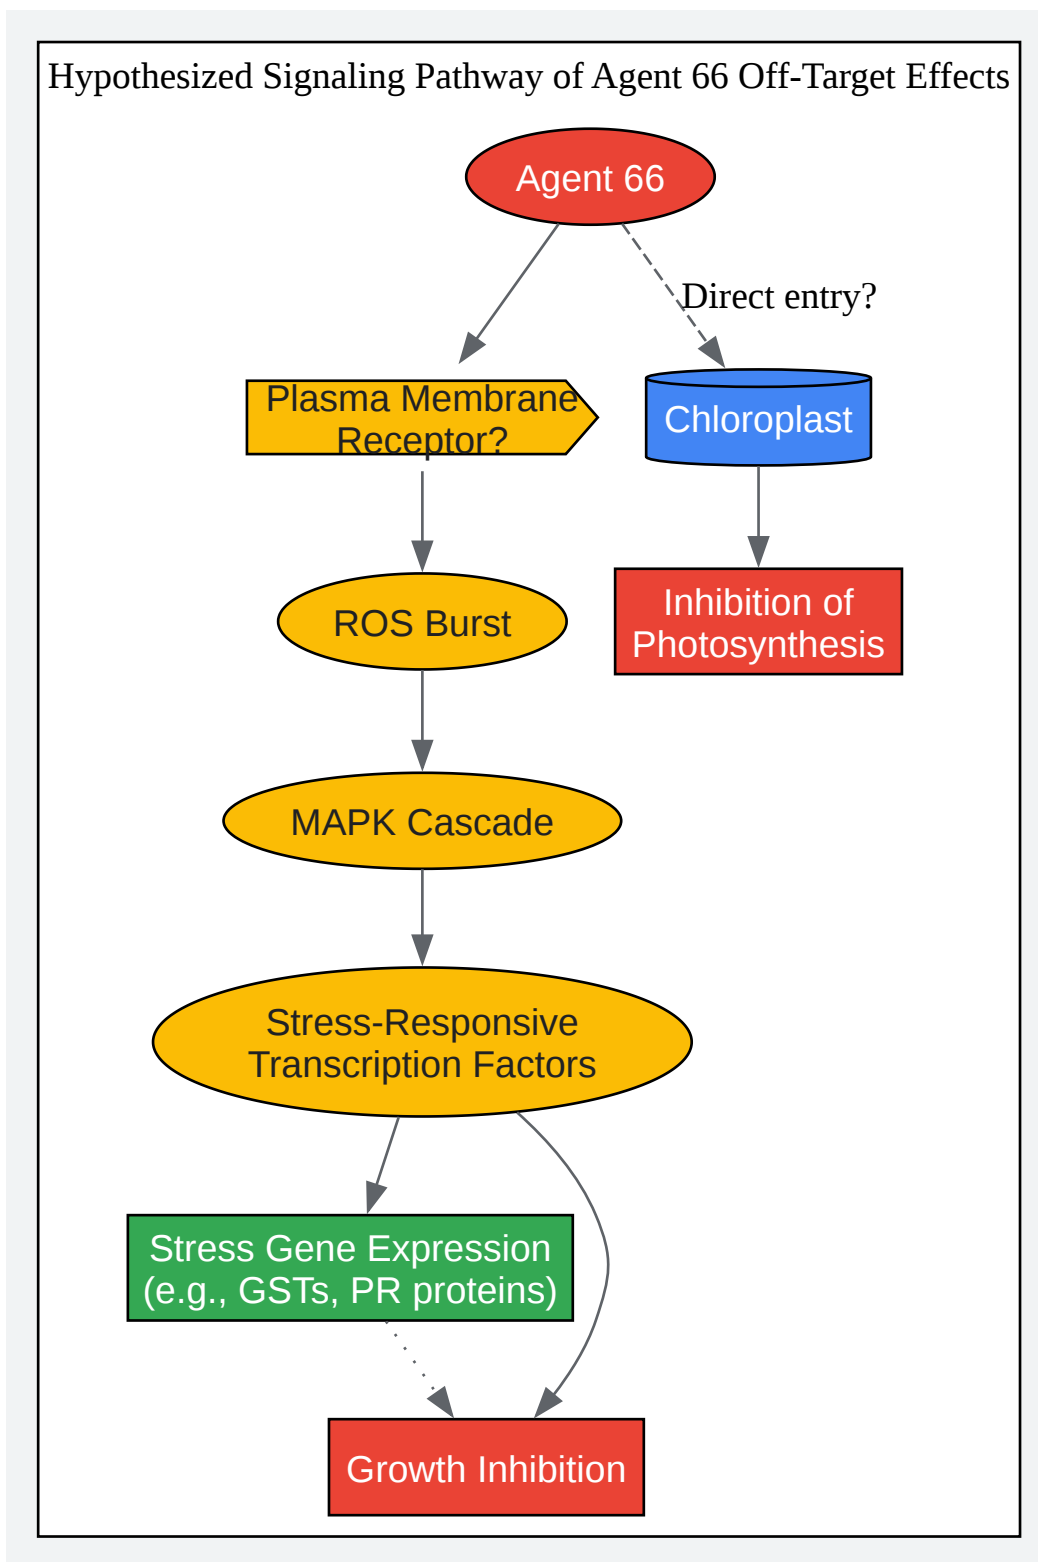 Hypothesized Signaling Pathway of Agent 66 Off-Target Effects
Agent 66
Direct entry?
Plasma Membrane
Receptor?
Chloroplast
Inhibition of
Photosynthesis
ROS Burst
MAPK Cascade
Stress-Responsive
Transcription Factors
Stress Gene Expression
(e.g., GSTs, PR proteins)
Growth Inhibition